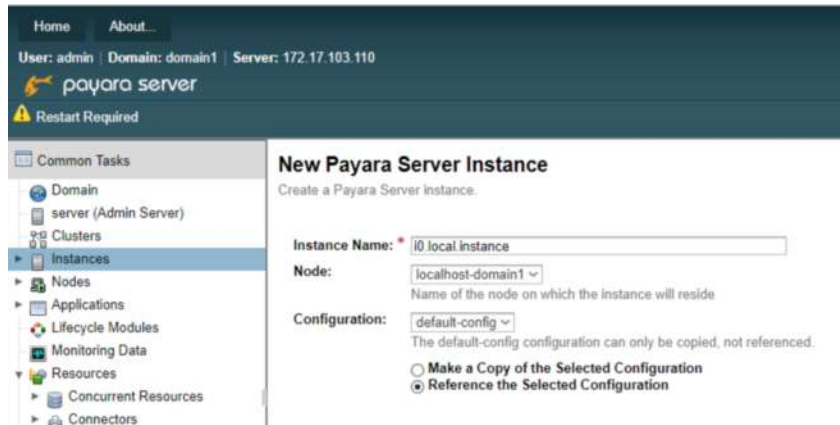 Home About...
User: admin | Domain: domain1 | Server: 172.17.103.110
payara server
Restart Required
Common Tasks
Domain
server (Admin Server)
Clusters
Instances
Nodes
Applications
Lifecycle Modules
Monitoring Data
Resources
Concurrent Resources
Connectors
New Payara Server Instance
Create a Payara Server instance.
Instance Name: * i0.local.instance
Node: localhost-domain1
Name of the node on which the instance will reside
Configuration: default-config
The default-config configuration can only be copied, not referenced.
Make a Copy of the Selected Configuration
Reference the Selected Configuration